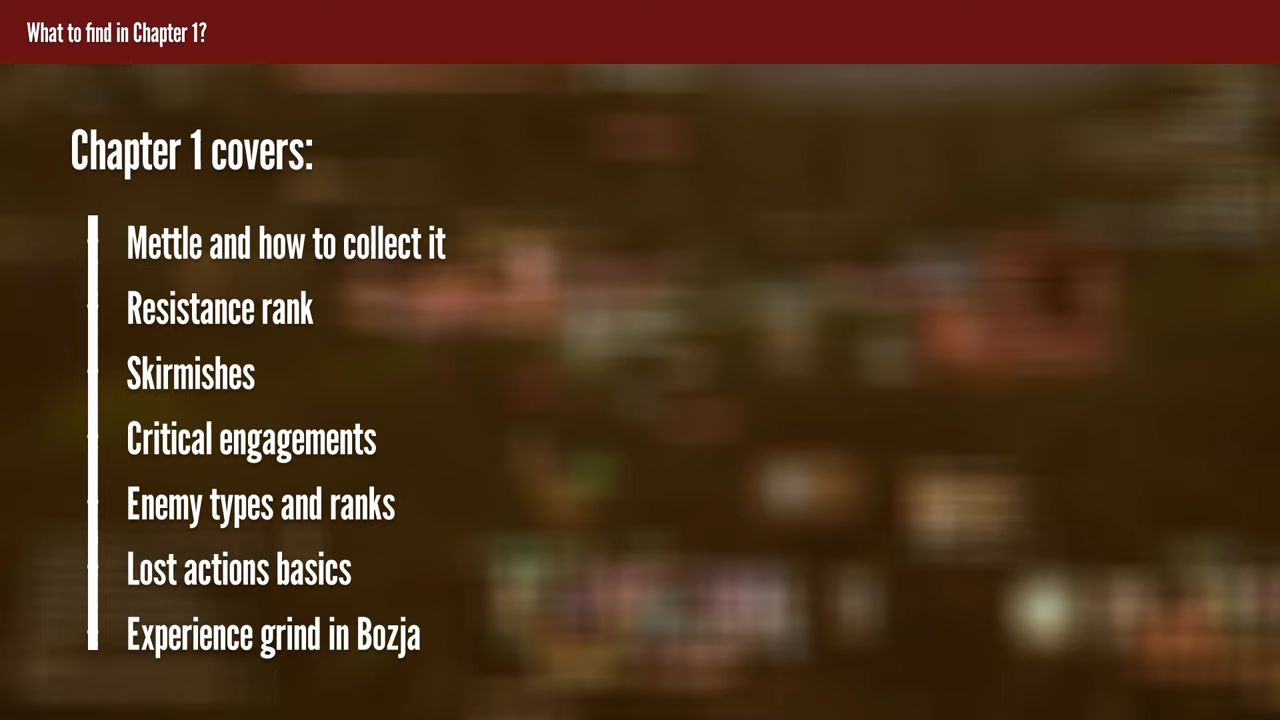 What to find in Chapter 1?
Chapter 1 covers:
Mettle and how to collect it
Resistance rank
Skirmishes
Critical engagements
Enemy types and ranks
Lost actions basics
Experience grind in Bozja